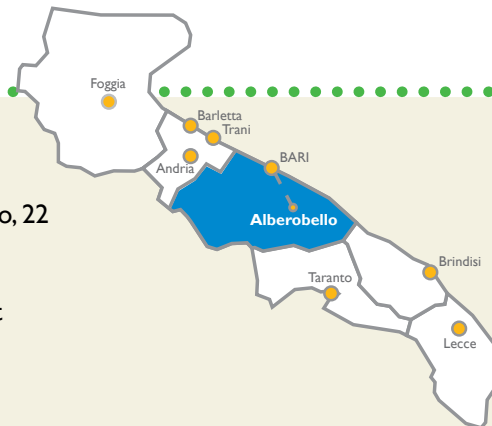 Foggia
Barletta
Trani
Andria
BARI
o, 22
Alberobello
Brindisi
Taranto
Lecce